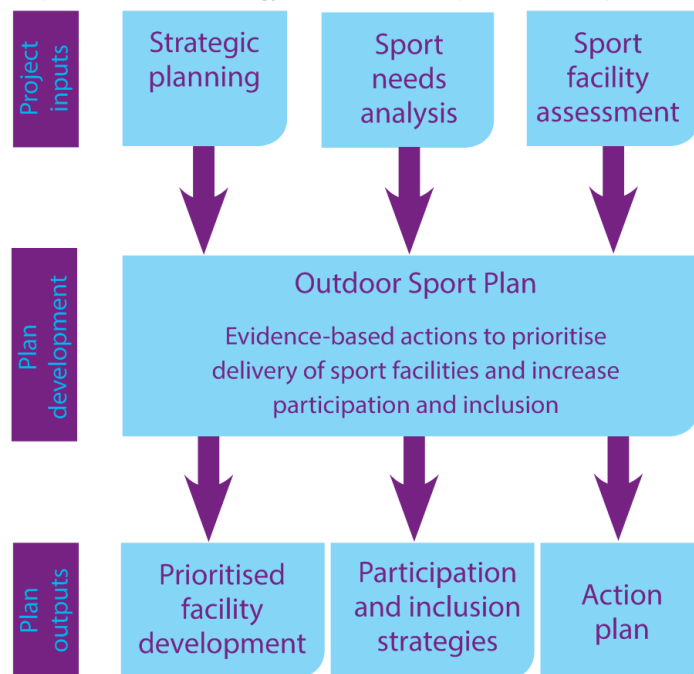 Project
inputs
Strategic
planning
Sport
needs
analysis
Sport
facility
assessment
Plan
development
Outdoor Sport Plan
Evidence-based actions to prioritise
delivery of sport facilities and increase
participation and inclusion
Plan
outputs
Prioritised
facility
development
Participation
and inclusion
strategies
Action
plan